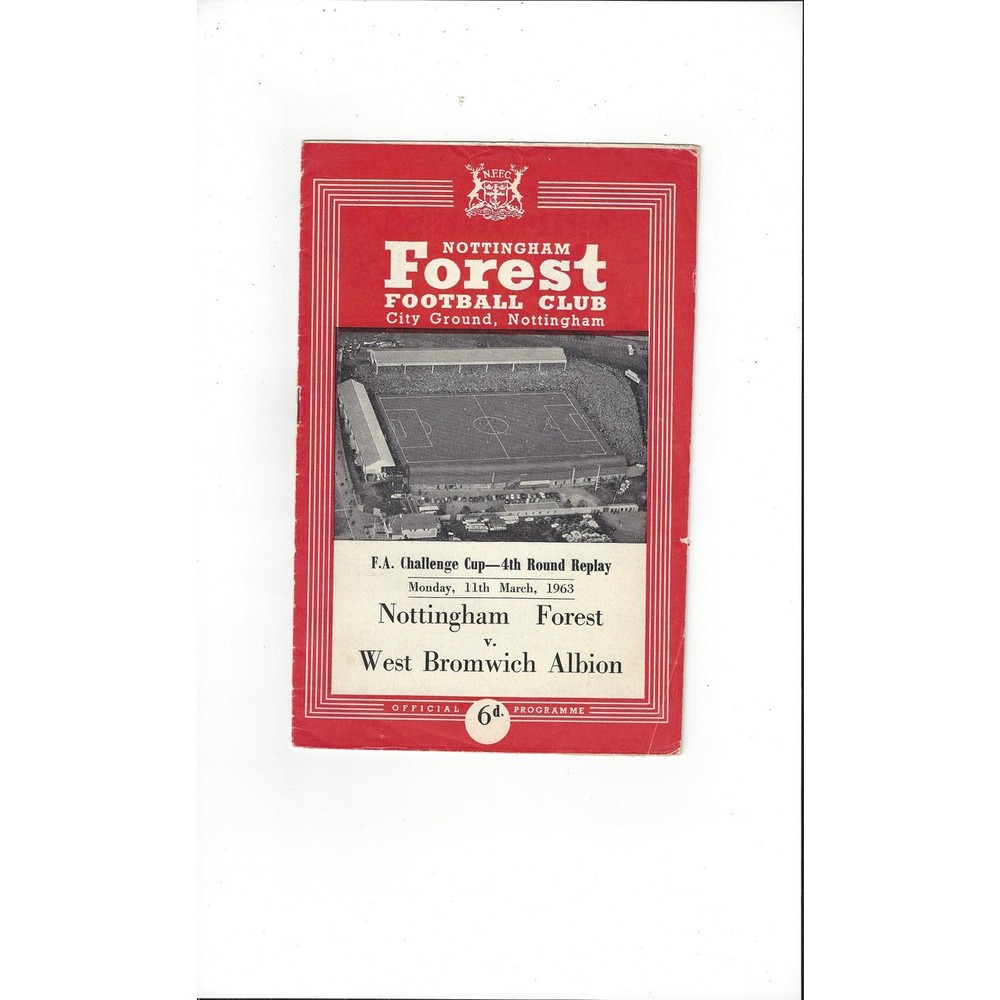 N.F.F.C.
NOTTINGHAM
Forest
FOOTBALL CLUB
City Ground, Nottingham
F.A. Challenge Cup—4th Round Replay
Monday, 11th March, 1963
Nottingham Forest
v.
West Bromwich Albion
OFFICIAL 6d. PROGRAMME